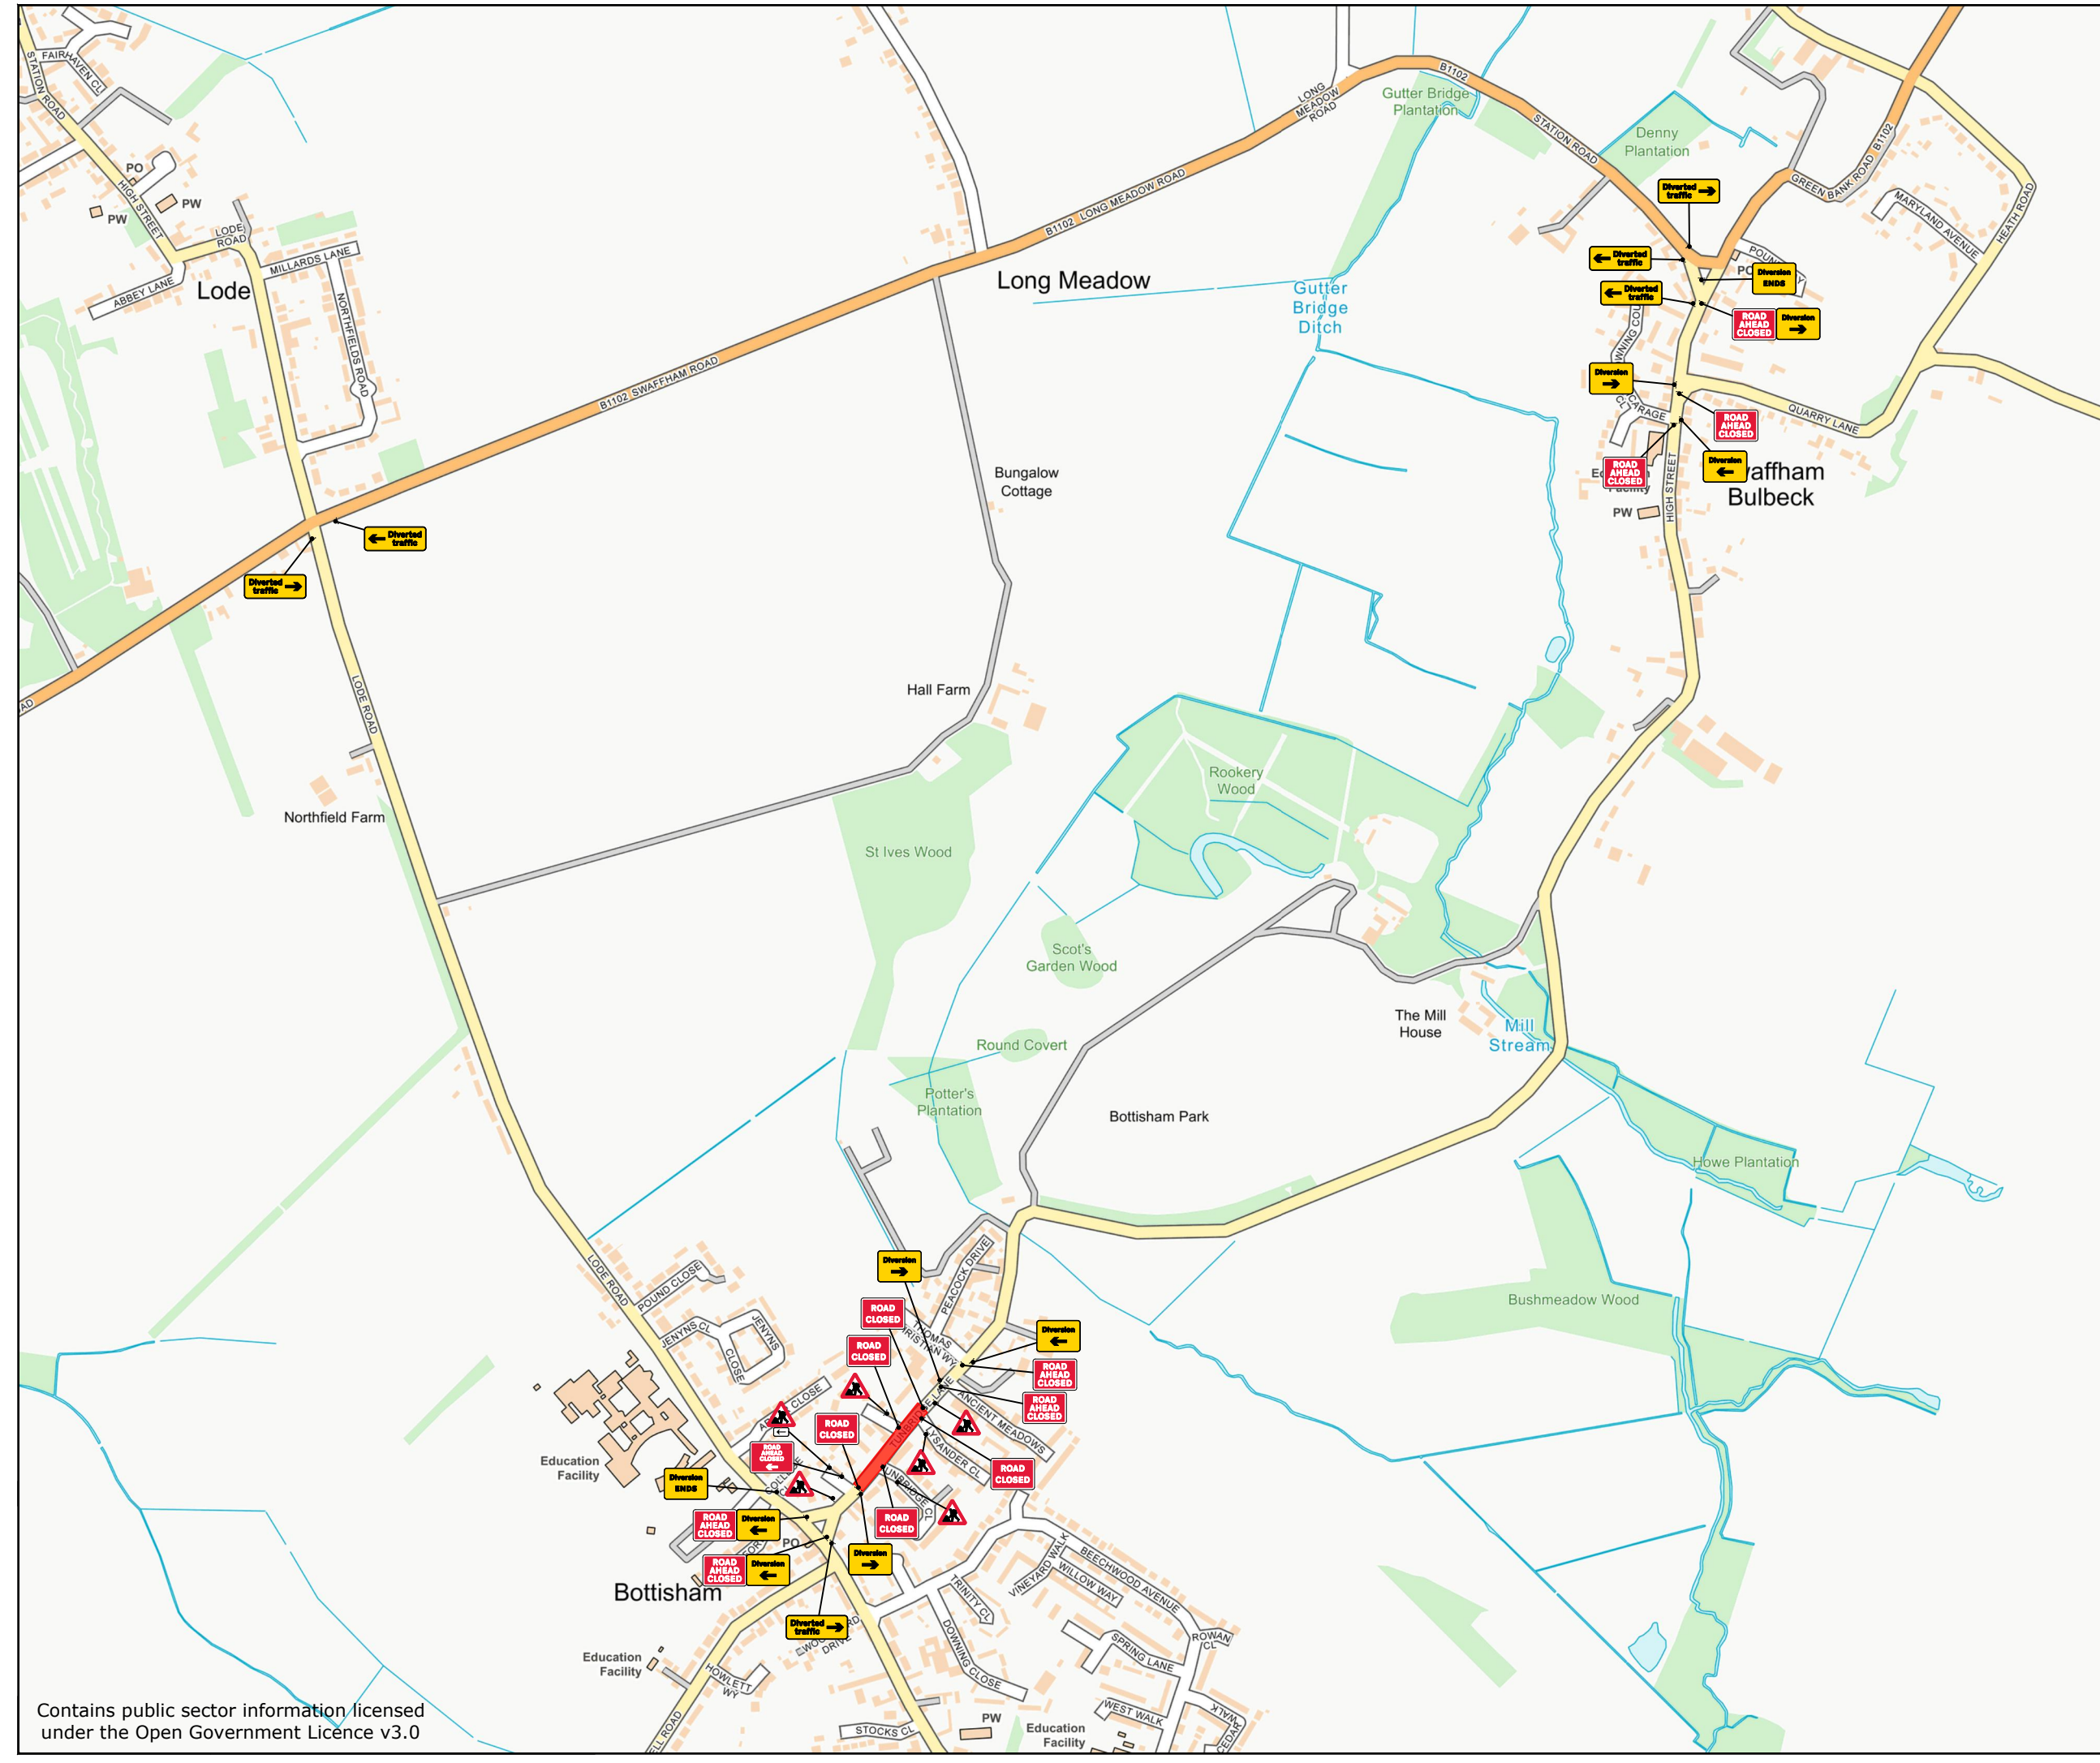 FAIRHAVEN CL
STATION ROAD
PO
PW
PW
HIGH STREET
LODE
ROAD
MILLARDS LANE
ABBEY LANE
Lode
NORTHFIELDS ROAD
B1102 SWAFFHAM ROAD
B1102 LONG MEADOW ROAD
Long Meadow
LONG
MEADOW
ROAD
B1102
Gutter Bridge
Plantation
STATION ROAD
Denny
Plantation
GREEN BANK ROAD B1102
MARYLAND AVENUE
HEATH ROAD
Diverted
traffic
Diverted
traffic
Diverted
traffic
Diversion
ENDS
ROAD
AHEAD
CLOSED
Diversion
Diversion
ROAD
AHEAD
CLOSED
ROAD
AHEAD
CLOSED
Diversion
QUARRY LANE
HIGH STREET
PW
Bulbeck
Gutter
Bridge
Ditch
Bungalow
Cottage
Diverted
traffic
Diverted
traffic
LODE ROAD
Hall Farm
Northfield Farm
St Ives Wood
Rookery
Wood
Scot's
Garden Wood
The Mill
House
Mill
Stream
Round Covert
Potter's
Plantation
Bottisham Park
Howe Plantation
Bushmeadow Wood
LODE ROAD
POUND CLOSE
JENYNS CL
JENYNS
CLOSE
PEACOCK DRIVE
THOMAS
Diversion
ROAD
CLOSED
ROAD
CLOSED
Diversion
ROAD
AHEAD
CLOSED
ROAD
AHEAD
CLOSED
ANCIENT MEADOWS
LYSANDER CL
ROAD
CLOSED
ROAD
AHEAD
CLOSED
ROAD
CLOSED
ROAD
CLOSED
Education
Facility
Diversion
ENDS
ROAD
AHEAD
CLOSED
Diversion
PO
ROAD
AHEAD
CLOSED
Diversion
Diversion
Bottisham
Diverted
traffic
DRIVE
Education
Facility
HOWLETT
WY
TRINITY CL
DOWNING CLOSE
VINEYARD WALK
WILLOW WAY
BEECHWOOD AVENUE
ROWAN
CL
SPRING LANE
WEST WALK
WALK
CEDAR
STOCKS CL
PW
Education
Facility
Contains public sector information licensed
under the Open Government Licence v3.0